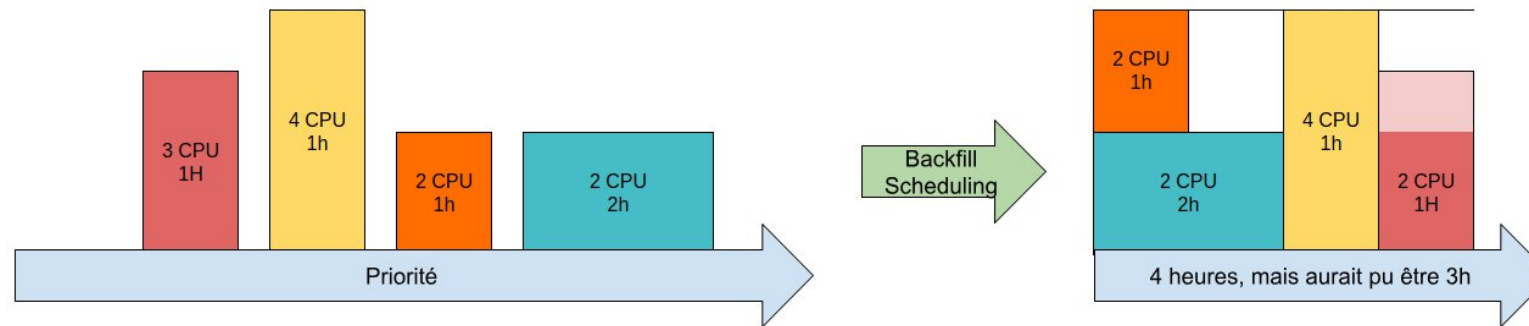 3 CPU
1H
4 CPU
1h
2 CPU
1h
2 CPU
2h
Priorité
Backfill
Scheduling
2 CPU
1h
2 CPU
2h
4 CPU
1h
2 CPU
1H
4 heures, mais aurait pu être 3h